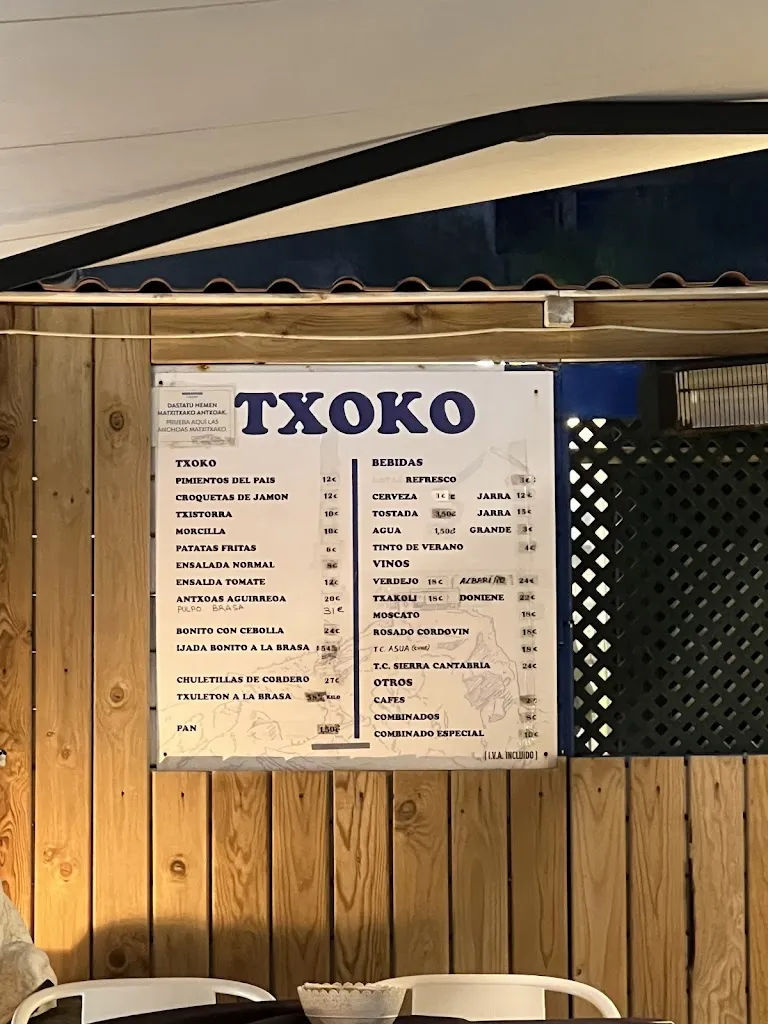 DASTATU HEMEN
MATXITXAKO ANTXOAK.
PRUEBA AQUÍ LAS
ANCHOAS MATXITXAKO.
TXOKO
TXOKO
PIMIENTOS DEL PAIS 12€
CROQUETAS DE JAMON 12€
TXISTORRA 10€
MORCILLA 10€
PATATAS FRITAS 6€
ENSALADA NORMAL 8€
ENSALDA TOMATE 12€
ANTXOAS AGUIRREOA 20€
PULPO BRASA 31€
BONITO CON CEBOLLA 24€
IJADA BONITO A LA BRASA
CHULETILLAS DE CORDERO 27€
TXULETON A LA BRASA KILO
PAN 1,50€
BEBIDAS
REFRESCO 3€
CERVEZA JARRA 12€
TOSTADA 3,50€ JARRA 15€
AGUA 1,50€ GRANDE 3€
TINTO DE VERANO 4€
VINOS
VERDEJO 18€ ALBARIÑO 24€
TXAKOLI 18€ DONIENE 22€
MOSCATO 18€
ROSADO CORDOVIN 18€
T.C. ASUA 18€
T.C. SIERRA CANTABRIA 24€
OTROS
CAFES 2€
COMBINADOS 8€
COMBINADO ESPECIAL 10€
( I.V.A. INCLUIDO )